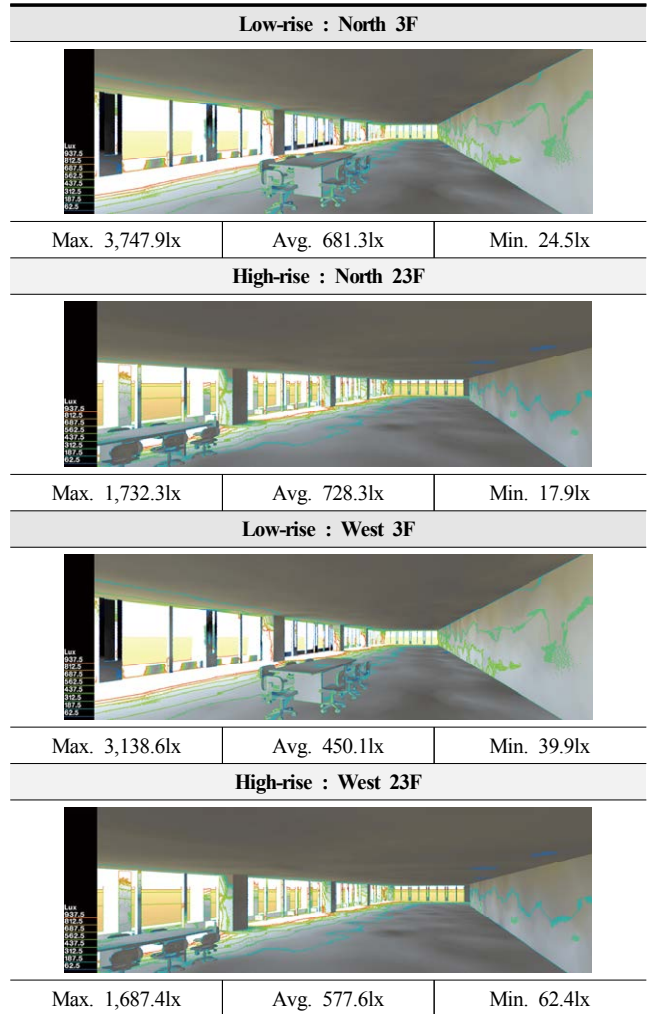 Low-rise : North 3F
Lux
937.5
812.5
687.5
562.5
437.5
312.5
187.5
62.5
Max. 3,747.9lx Avg. 681.3lx Min. 24.5lx
High-rise : North 23F
Lux
937.5
812.5
687.5
562.5
437.5
312.5
187.5
62.5
Max. 1,732.3lx Avg. 728.3lx Min. 17.9lx
Low-rise : West 3F
Lux
937.5
812.5
687.5
562.5
437.5
312.5
187.5
62.5
Max. 3,138.6lx Avg. 450.1lx Min. 39.9lx
High-rise : West 23F
Lux
937.5
812.5
687.5
562.5
437.5
312.5
187.5
62.5
Max. 1,687.4lx Avg. 577.6lx Min. 62.4lx